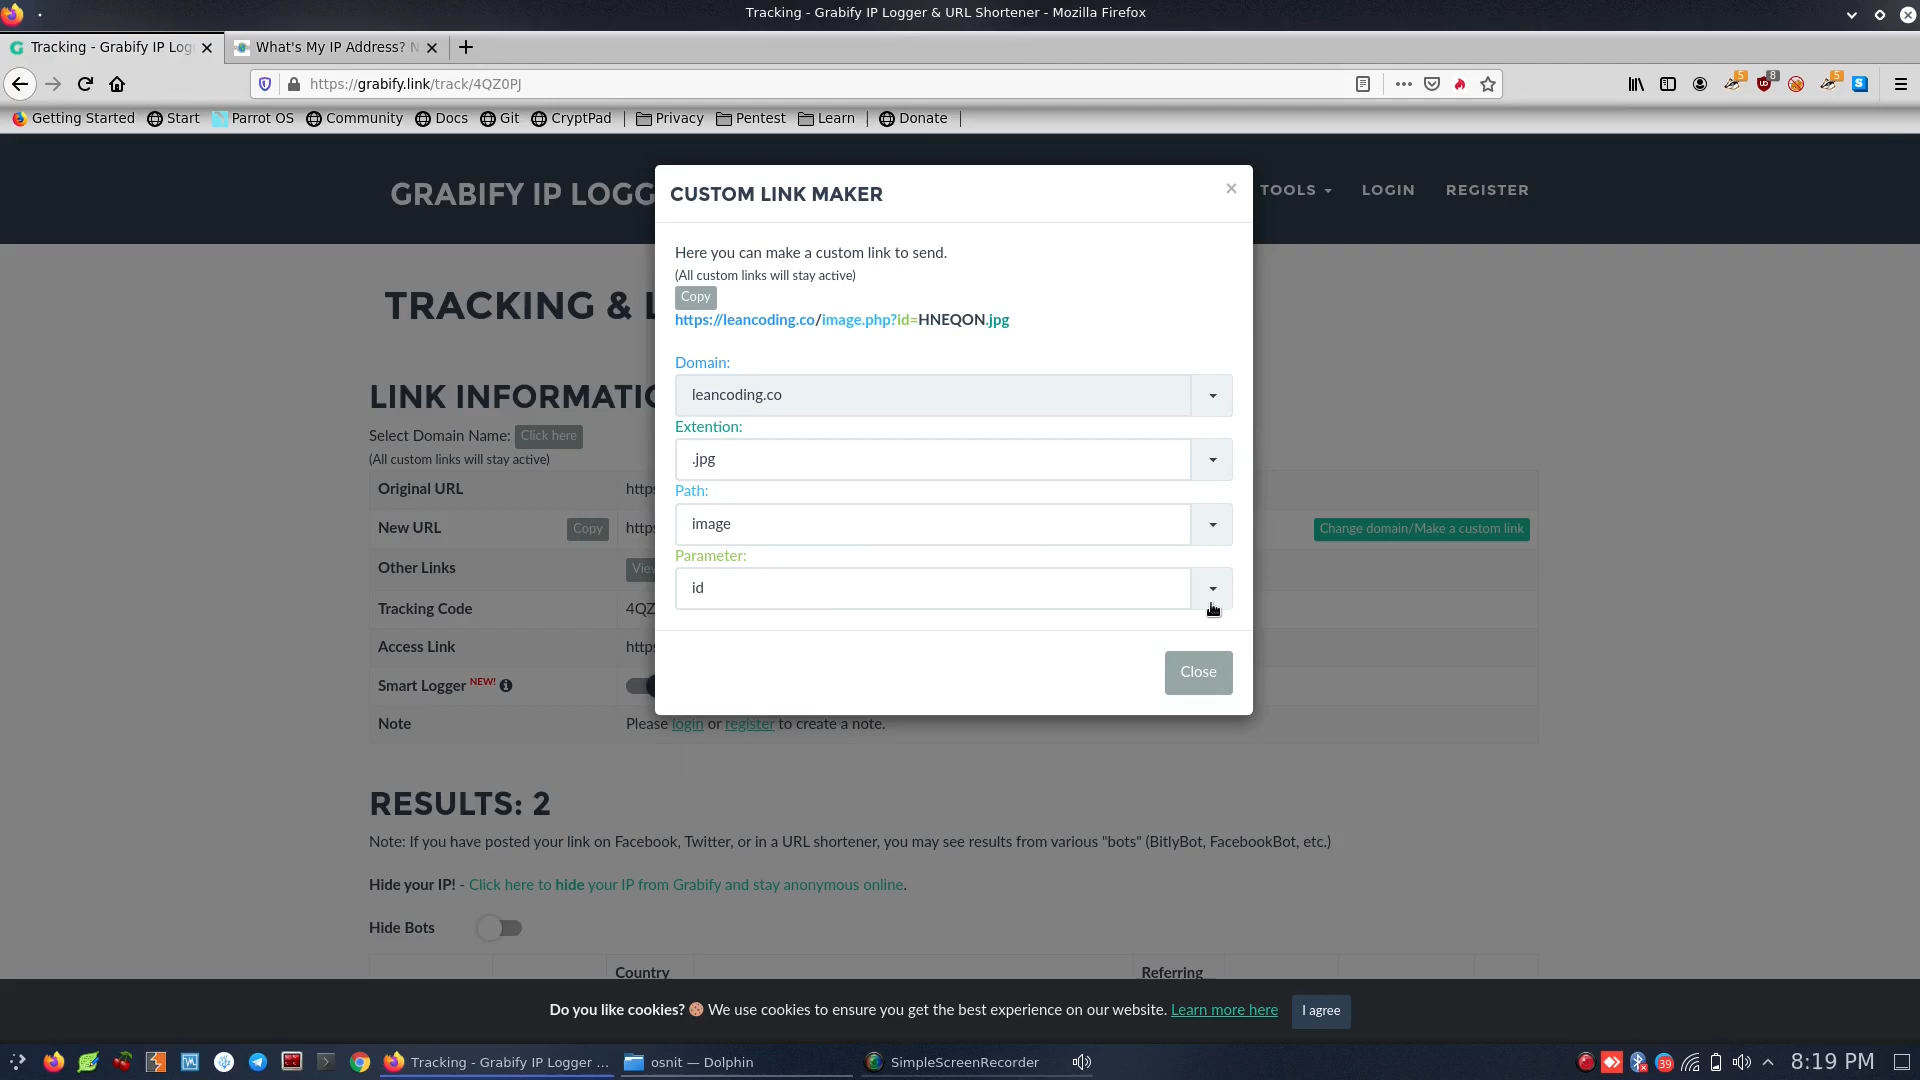 Tracking - Grabify IP Logger & URL Shortener - Mozilla Firefox
Tracking - Grabify IP Log
What's My IP Address?
https://grabify.link/track/4QZ0PJ
5
8
5
Getting Started
Start
Parrot OS
Community
Docs
Git
CryptPad
Privacy
Pentest
Learn
Donate
GRABIFY IP LOGG
TOOLS
LOGIN
REGISTER
CUSTOM LINK MAKER
×
Here you can make a custom link to send.
(All custom links will stay active)
Copy
https://leancoding.co/image.php?id=HNEQON.jpg
Domain:
leancoding.co
Extention:
.jpg
Path:
image
Parameter:
id
Close
TRACKING & L
LINK INFORMATIO
Select Domain Name: Click here
(All custom links will stay active)
Original URL
https
New URL
Copy
https
Change domain/Make a custom link
Other Links
View
Tracking Code
4QZ
Access Link
https
Smart Logger NEW!
Note
Please login or register to create a note.
RESULTS: 2
Note: If you have posted your link on Facebook, Twitter, or in a URL shortener, you may see results from various "bots" (BitlyBot, FacebookBot, etc.)
Hide your IP! - Click here to hide your IP from Grabify and stay anonymous online.
Hide Bots
Country
Referring
Do you like cookies? 🍪 We use cookies to ensure you get the best experience on our website. Learn more here
I agree
Tracking - Grabify IP Logger ...
osnit — Dolphin
SimpleScreenRecorder
39
8:19 PM